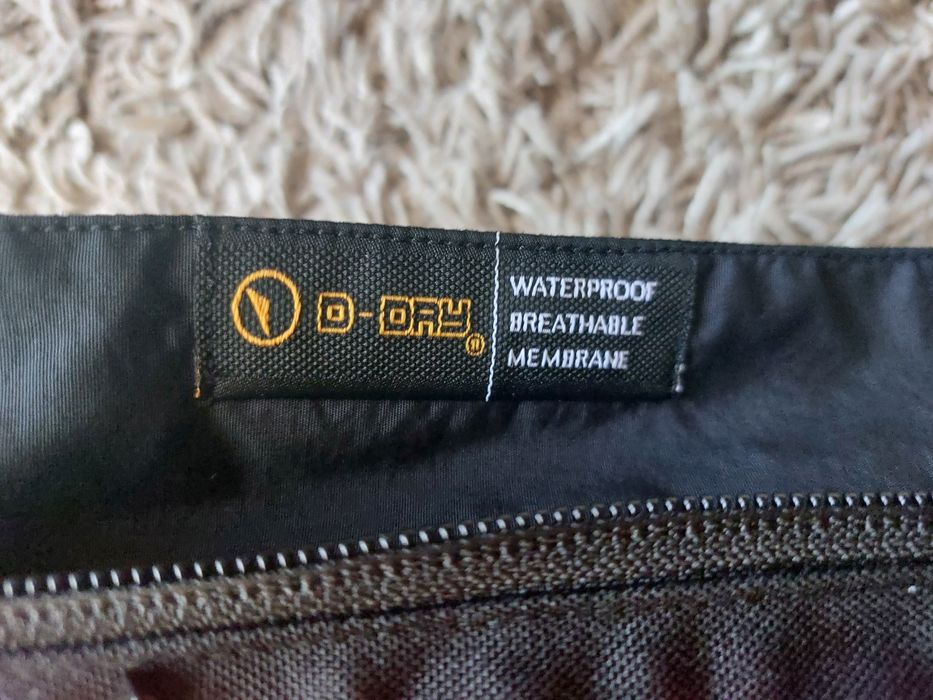 D-DRY®
WATERPROOF
BREATHABLE
MEMBRANE